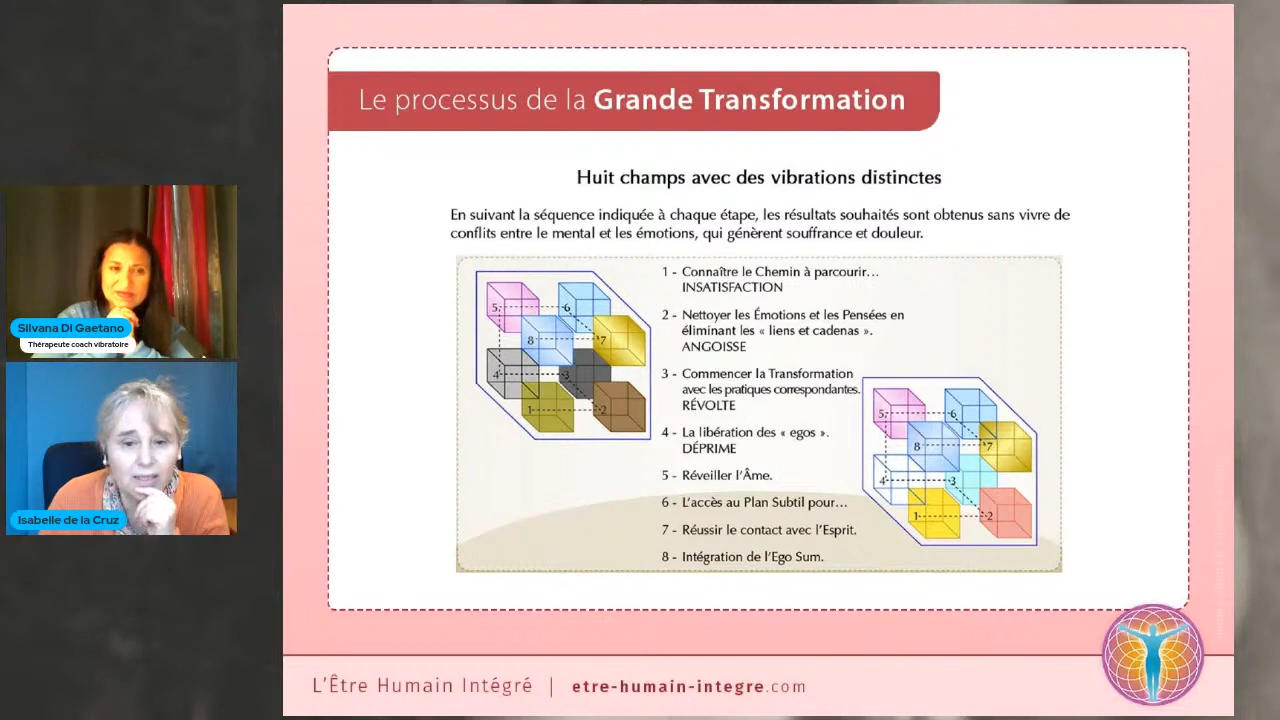 Le processus de la Grande Transformation
Huit champs avec des vibrations distinctes
En suivant la séquence indiquée à chaque étape, les résultats souhaités sont obtenus sans vivre de
conflits entre le mental et les émotions, qui génèrent souffrance et douleur.
5
6
8
7
4
3
1
2
1 - Connaître le Chemin à parcourir...
INSATISFACTION
2 - Nettoyer les Émotions et les Pensées en
éliminant les « liens et cadenas ».
ANGOISSE
3 - Commencer la Transformation
avec les pratiques correspondantes.
RÉVOLTE
4 - La libération des « egos ».
DÉPRIME
5 - Réveiller l'Âme.
6 - L'accès au Plan Subtil pour...
7 - Réussir le contact avec l'Esprit.
8 - Intégration de l'Ego Sum.
5
6
8
7
4
3
1
2
Silvana DI Gaetano
Thérapeute coach vibratoire
Isabelle de la Cruz
L'Être Humain Intégré | etre-humain-integre.com